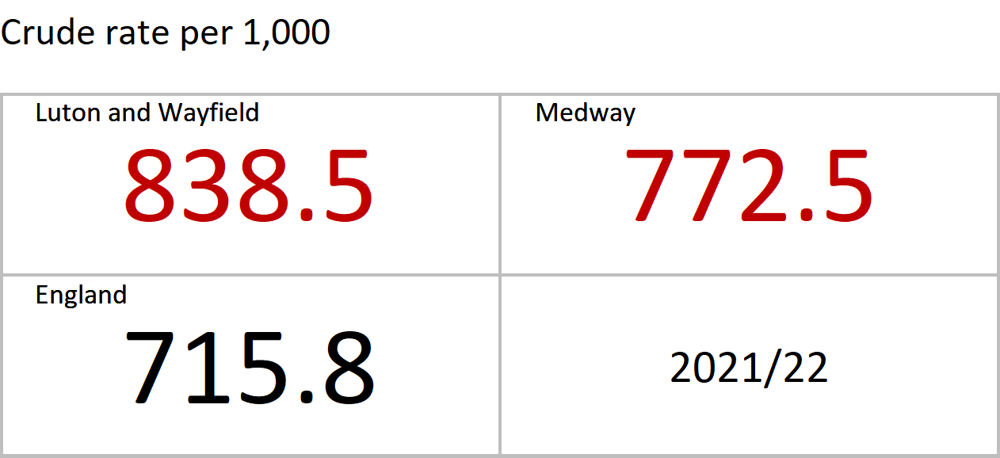 Crude rate per 1,000
Luton and Wayfield
838.5
Medway
772.5
England
715.8
2021/22